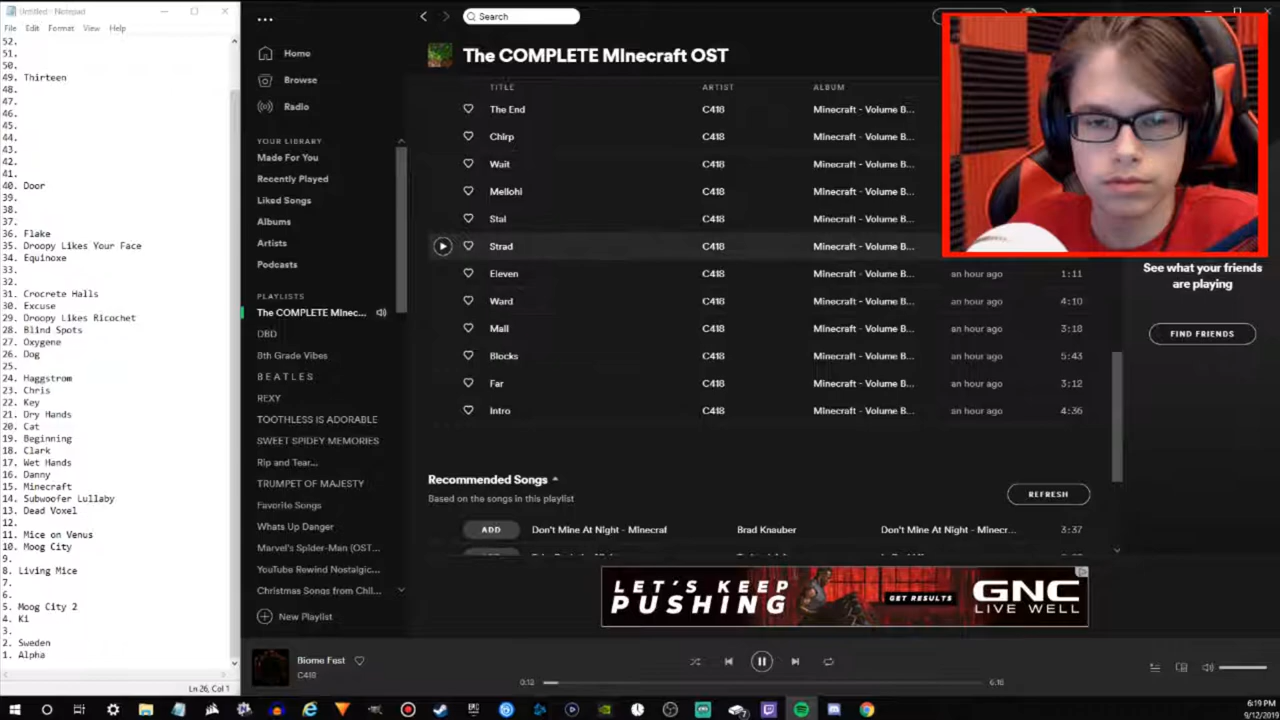 Untitled - Notepad
File Edit Format View Help
52.
51.
50.
49. Thirteen
48.
47.
46.
45.
44.
43.
42.
41.
40. Door
39.
38.
37.
36. Flake
35. Droopy Likes Your Face
34. Equinoxe
33.
32.
31. Crocrete Halls
30. Excuse
29. Droopy Likes Ricochet
28. Blind Spots
27. Oxygene
26. Dog
25.
24. Haggstrom
23. Chris
22. Key
21. Dry Hands
20. Cat
19. Beginning
18. Clark
17. Wet Hands
16. Danny
15. Minecraft
14. Subwoofer Lullaby
13. Dead Voxel
12.
11. Mice on Venus
10. Moog City
9.
8. Living Mice
7.
6.
5. Moog City 2
4. Ki
3.
2. Sweden
1. Alpha
Ln 26, Col 1
Home
Browse
Radio
YOUR LIBRARY
Made For You
Recently Played
Liked Songs
Albums
Artists
Podcasts
PLAYLISTS
The COMPLETE Minec...
DBD
8th Grade Vibes
B E A T L E S
REXY
TOOTHLESS IS ADORABLE
SWEET SPIDEY MEMORIES
Rip and Tear...
TRUMPET OF MAJESTY
Favorite Songs
Whats Up Danger
Marvel's Spider-Man (OST...
YouTube Rewind Nostalgic...
Christmas Songs from Chil...
New Playlist
Search
The COMPLETE MInecraft OST
TITLE ARTIST ALBUM
The End C418 Minecraft - Volume B...
Chirp C418 Minecraft - Volume B...
Wait C418 Minecraft - Volume B...
Mellohi C418 Minecraft - Volume B...
Stal C418 Minecraft - Volume B...
Strad C418 Minecraft - Volume B...
Eleven C418 Minecraft - Volume B... an hour ago 1:11
Ward C418 Minecraft - Volume B... an hour ago 4:10
Mall C418 Minecraft - Volume B... an hour ago 3:18
Blocks C418 Minecraft - Volume B... an hour ago 5:43
Far C418 Minecraft - Volume B... an hour ago 3:12
Intro C418 Minecraft - Volume B... an hour ago 4:36
Recommended Songs
Based on the songs in this playlist
REFRESH
ADD Don't Mine At Night - Minecraf Brad Knauber Don't Mine At Night - Minecr... 3:37
See what your friends
are playing
FIND FRIENDS
LET'S KEEP
PUSHING
GET RESULTS
GNC
LIVE WELL
Biome Fest
C418
0:13
6:18
6:19 PM
9/12/2019